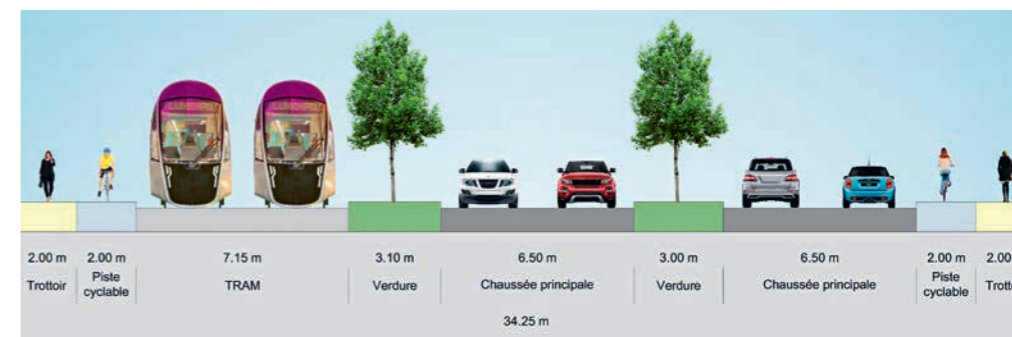 2.00 m 2.00 m 7.15 m 3.10 m 6.50 m 3.00 m 6.50 m 2.00 m 2.00
Trottoir Piste cyclable TRAM Verdure Chaussée principale Verdure Chaussée principale Piste cyclable Trotto
34.25 m